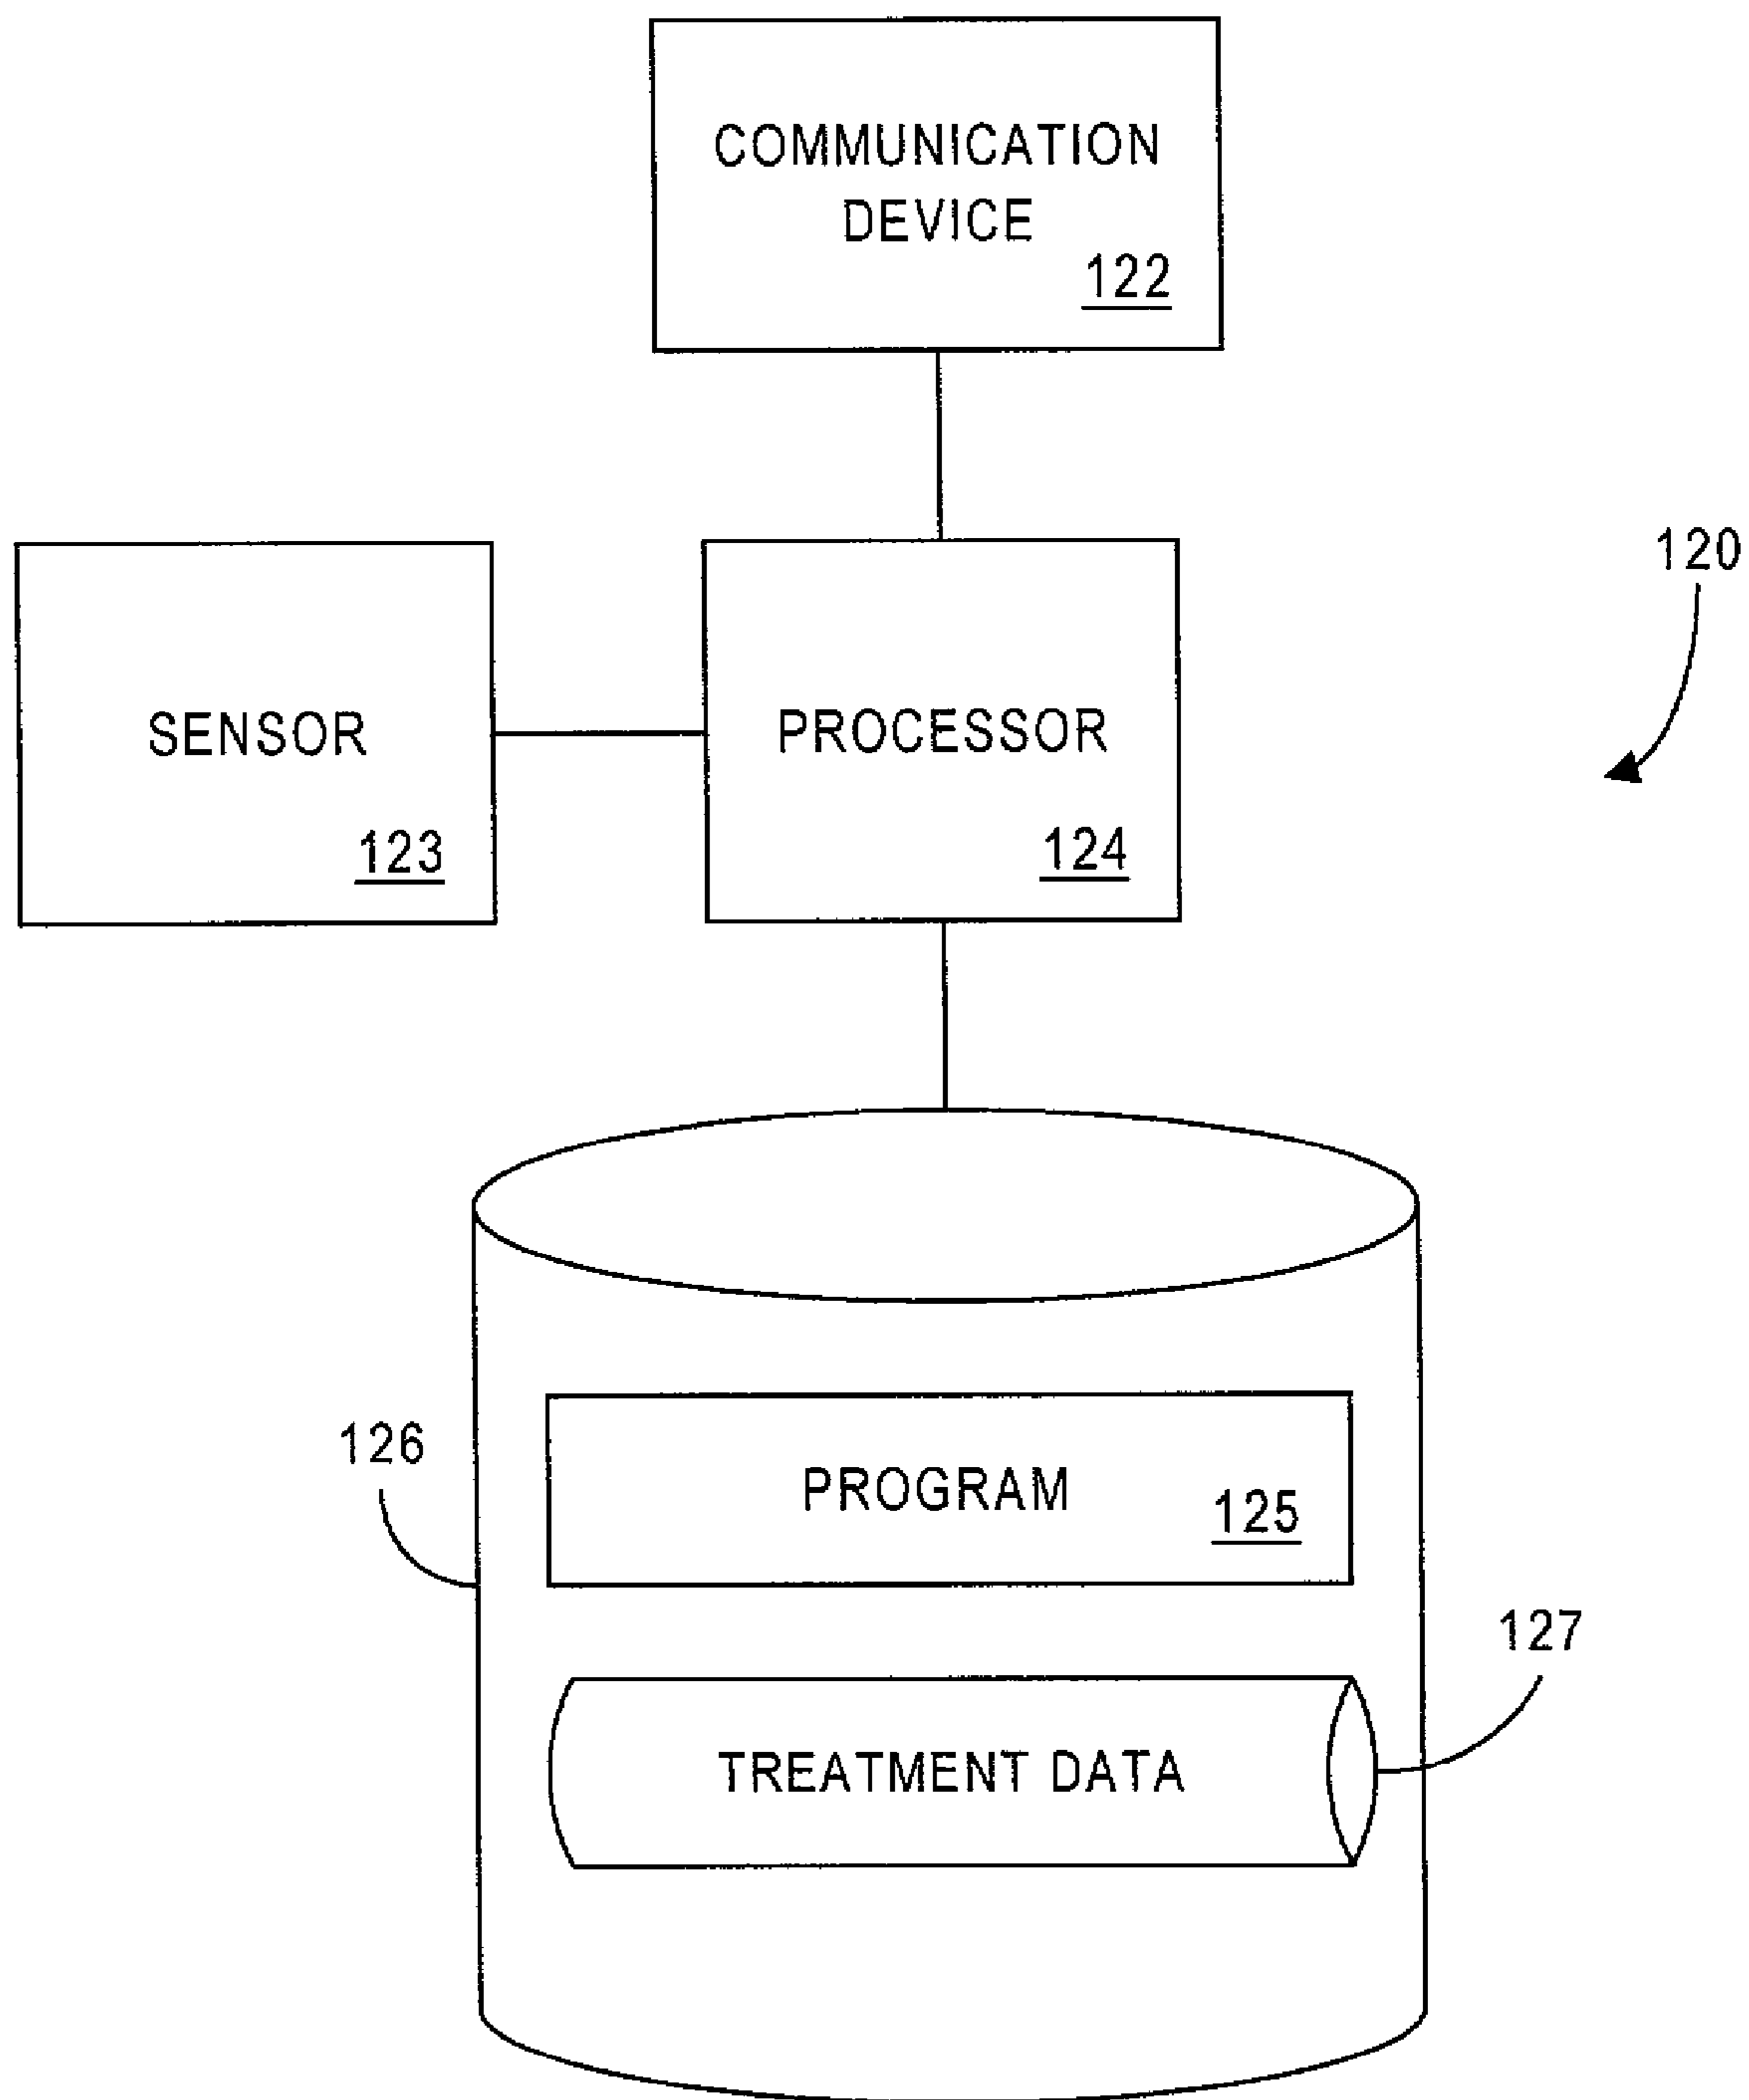 COMMUNICATION
DEVICE
122
120
SENSOR
123
PROCESSOR
124
126
PROGRAM
125
127
TREATMENT DATA